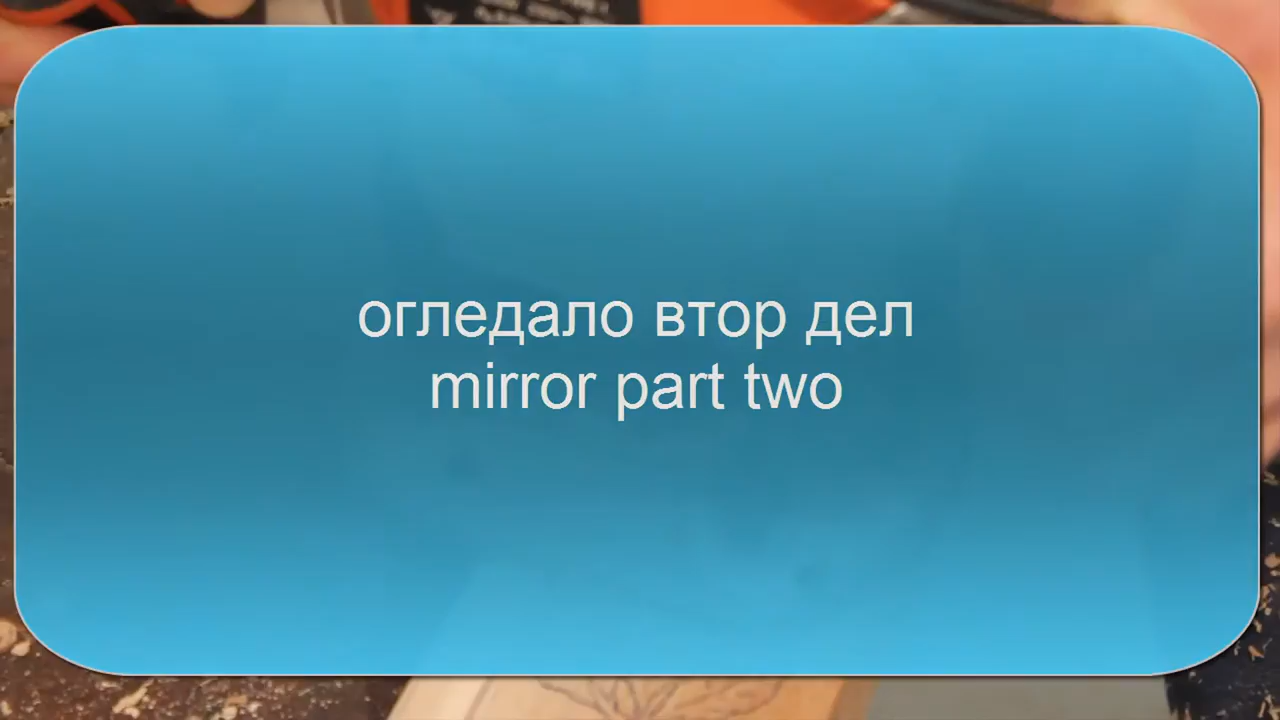 огледало втор дел
mirror part two